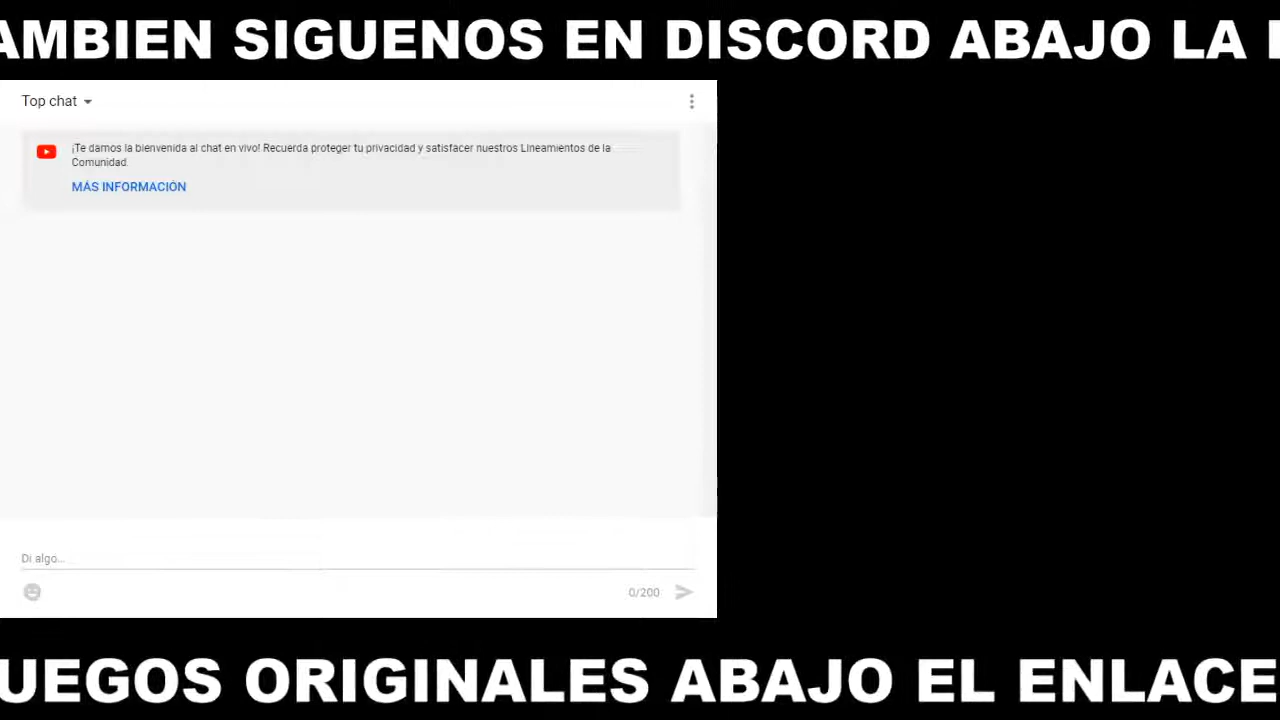 AMBIEN SIGUENOS EN DISCORD ABAJO LA
Top chat
¡Te damos la bienvenida al chat en vivo! Recuerda proteger tu privacidad y satisfacer nuestros Lineamientos de la
Comunidad.
MÁS INFORMACIÓN
Di algo...
0/200
UEGOS ORIGINALES ABAJO EL ENLACE